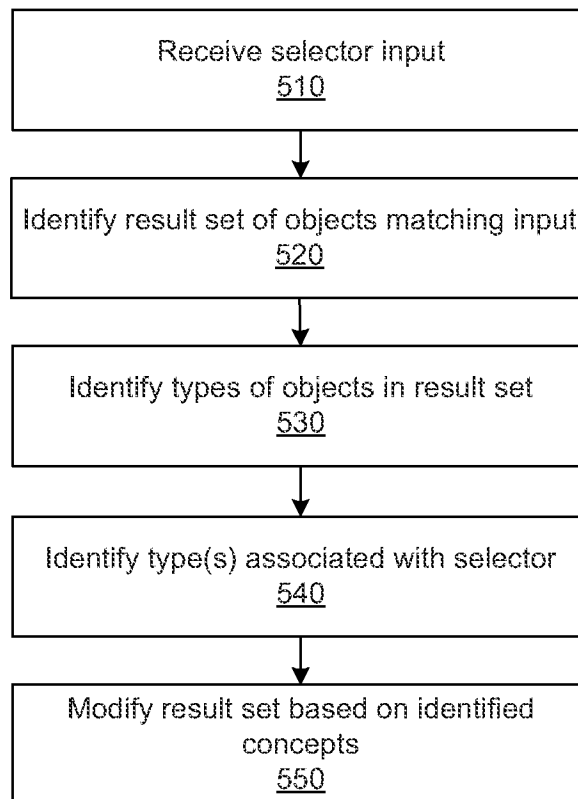 Receive selector input
510
Identify result set of objects matching input
520
Identify types of objects in result set
530
Identify type(s) associated with selector
540
Modify result set based on identified
concepts
550